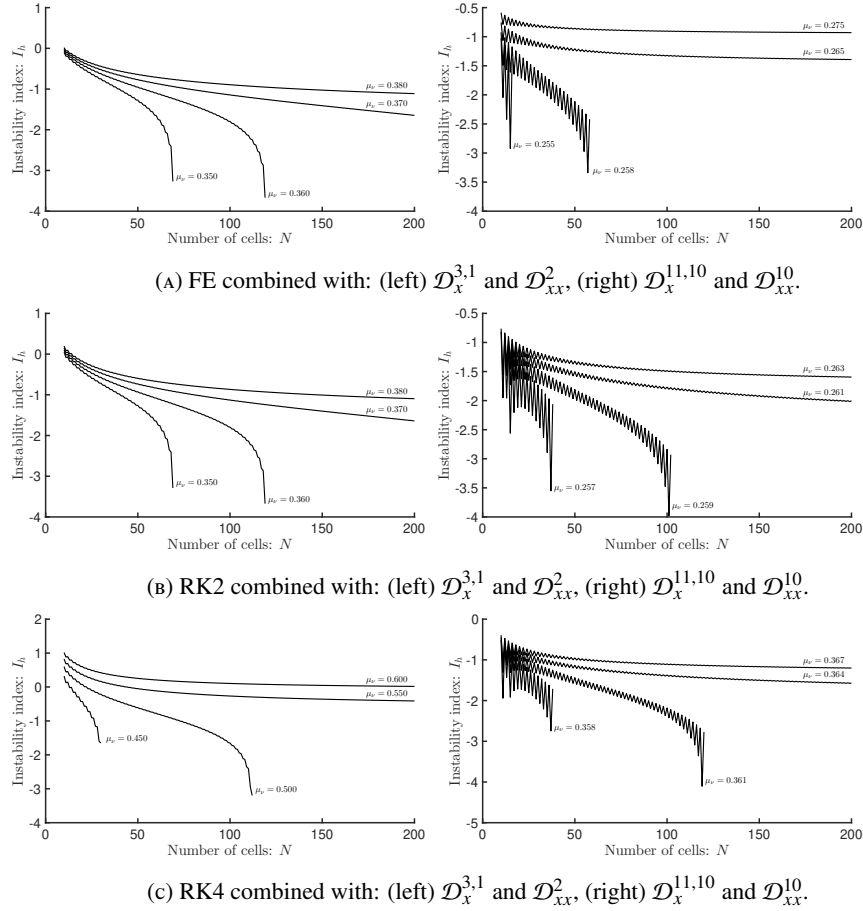 1
0
-1
-2
-3
-4
0
50
100
150
200
Instability index: I_h
Number of cells: N
μ_ν = 0.380
μ_ν = 0.370
μ_ν = 0.350
μ_ν = 0.360
-0.5
-1
-1.5
-2
-2.5
-3
-3.5
-4
0
50
100
150
200
Instability index: I_h
Number of cells: N
μ_ν = 0.275
μ_ν = 0.265
μ_ν = 0.255
μ_ν = 0.258
(A) FE combined with: (left) 𝒟_x^{3,1} and 𝒟_{xx}^{2}, (right) 𝒟_x^{11,10} and 𝒟_{xx}^{10}.
1
0
-1
-2
-3
-4
0
50
100
150
200
Instability index: I_h
Number of cells: N
μ_ν = 0.380
μ_ν = 0.370
μ_ν = 0.350
μ_ν = 0.360
-0.5
-1
-1.5
-2
-2.5
-3
-3.5
-4
0
50
100
150
200
Instability index: I_h
Number of cells: N
μ_ν = 0.263
μ_ν = 0.261
μ_ν = 0.257
μ_ν = 0.259
(B) RK2 combined with: (left) 𝒟_x^{3,1} and 𝒟_{xx}^{2}, (right) 𝒟_x^{11,10} and 𝒟_{xx}^{10}.
2
1
0
-1
-2
-3
-4
0
50
100
150
200
Instability index: I_h
Number of cells: N
μ_ν = 0.600
μ_ν = 0.550
μ_ν = 0.450
μ_ν = 0.500
0
-1
-2
-3
-4
-5
0
50
100
150
200
Instability index: I_h
Number of cells: N
μ_ν = 0.367
μ_ν = 0.364
μ_ν = 0.358
μ_ν = 0.361
(C) RK4 combined with: (left) 𝒟_x^{3,1} and 𝒟_{xx}^{2}, (right) 𝒟_x^{11,10} and 𝒟_{xx}^{10}.